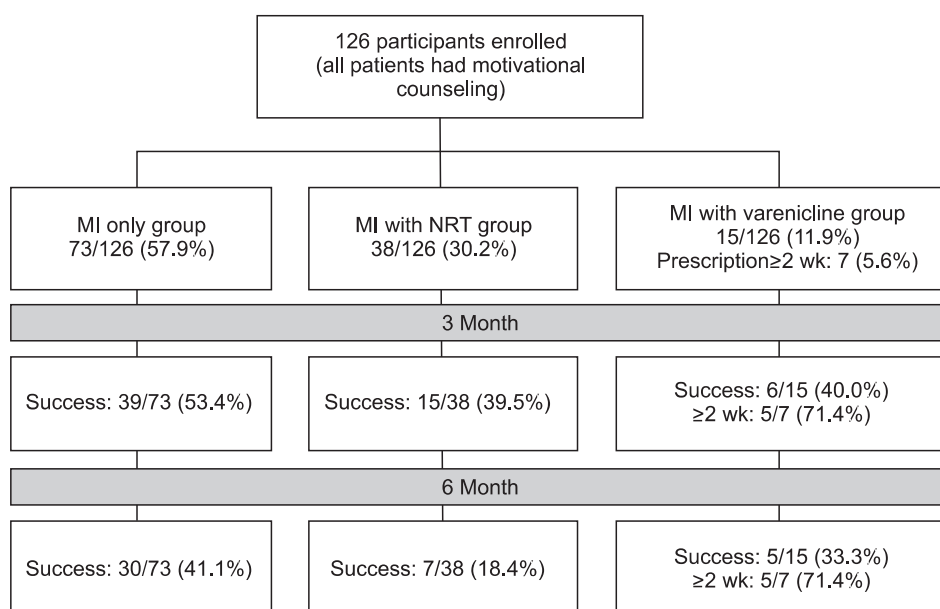 126 participants enrolled
(all patients had motivational
counseling)
MI only group
73/126 (57.9%)
MI with NRT group
38/126 (30.2%)
MI with varenicline group
15/126 (11.9%)
Prescription≥2 wk: 7 (5.6%)
3 Month
Success: 39/73 (53.4%)
Success: 15/38 (39.5%)
Success: 6/15 (40.0%)
≥2 wk: 5/7 (71.4%)
6 Month
Success: 30/73 (41.1%)
Success: 7/38 (18.4%)
Success: 5/15 (33.3%)
≥2 wk: 5/7 (71.4%)